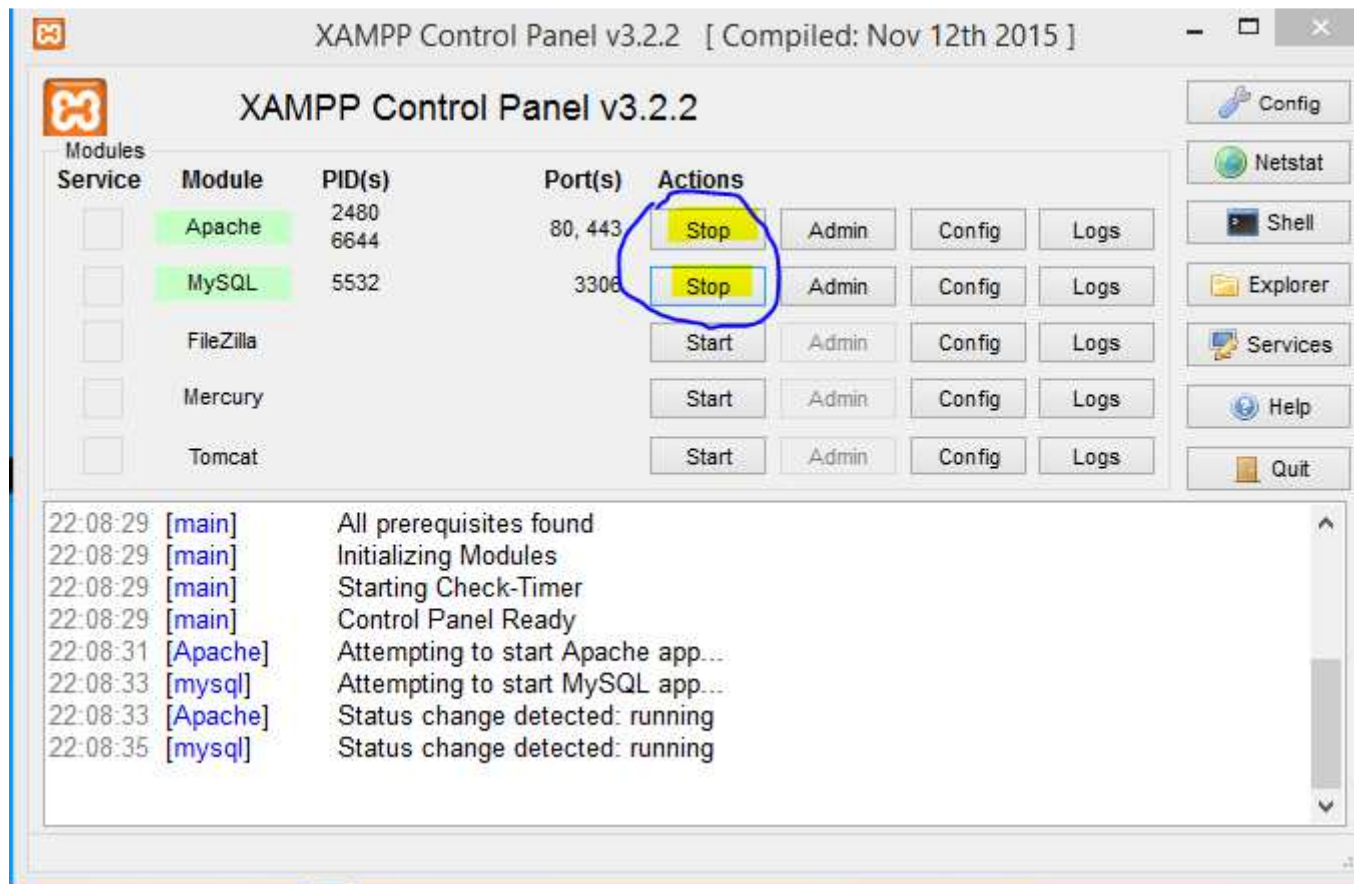 XAMPP Control Panel v3.2.2 [ Compiled: Nov 12th 2015 ]
XAMPP Control Panel v3.2.2
Config
Netstat
Shell
Explorer
Services
Help
Quit
Modules
Service Module PID(s) Port(s) Actions
Apache 2480 6644 80, 443 Stop Admin Config Logs
MySQL 5532 3306 Stop Admin Config Logs
FileZilla Start Admin Config Logs
Mercury Start Admin Config Logs
Tomcat Start Admin Config Logs
22:08:29 [main] All prerequisites found
22:08:29 [main] Initializing Modules
22:08:29 [main] Starting Check-Timer
22:08:29 [main] Control Panel Ready
22:08:31 [Apache] Attempting to start Apache app...
22:08:33 [mysql] Attempting to start MySQL app...
22:08:33 [Apache] Status change detected: running
22:08:35 [mysql] Status change detected: running